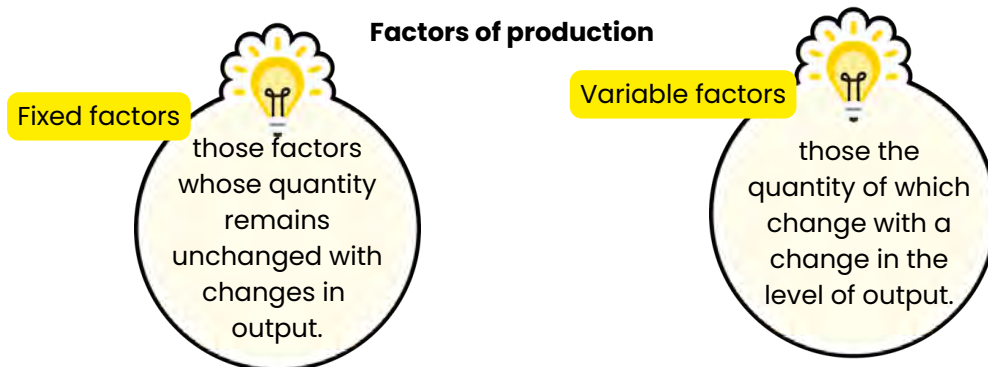 Factors of production
Fixed factors
those factors
whose quantity
remains
unchanged with
changes in
output.
Variable factors
those the
quantity of which
change with a
change in the
level of output.